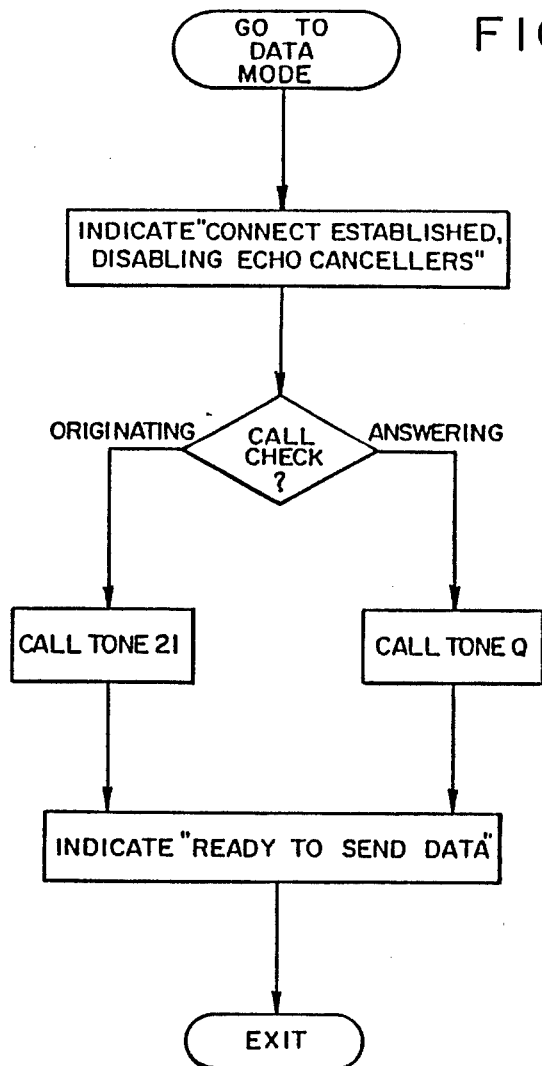 GO TO
DATA
MODE
FIG
INDICATE "CONNECT ESTABLISHED,
DISABLING ECHO CANCELLERS"
ORIGINATING
CALL
CHECK
?
ANSWERING
CALL TONE 21
CALL TONE Q
INDICATE "READY TO SEND DATA"
EXIT